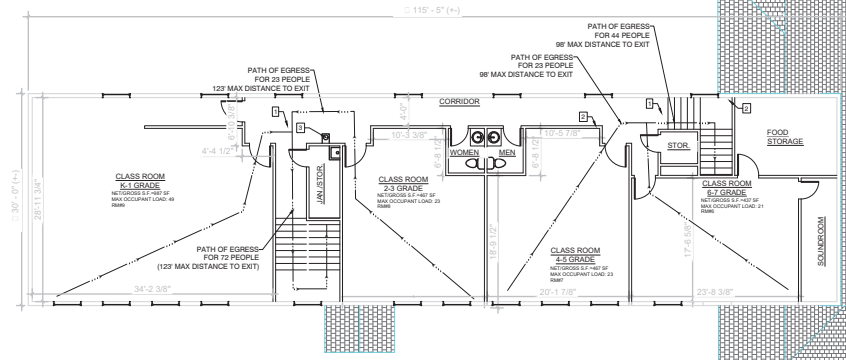 115' - 5" (+-)
PATH OF EGRESS
FOR 44 PEOPLE
98' MAX DISTANCE TO EXIT
PATH OF EGRESS
FOR 23 PEOPLE
98' MAX DISTANCE TO EXIT
PATH OF EGRESS
FOR 23 PEOPLE
123' MAX DISTANCE TO EXIT
30' - 0"(+-)
28'-11 3/4"
6'-10 3/8"
4'-4 1/2"
1
3
4'-0"
CORRIDOR
2
1
2
10'-3 3/8"
WOMEN
MEN
6'-8 1/2"
6'-8 1/2"
10'-5 7/8"
STOR.
FOOD
STORAGE
CLASS ROOM
K-1 GRADE
NET/GROSS S.F.=987 SF
MAX OCCUPANT LOAD: 49
JAN./STOR.
CLASS ROOM
2-3 GRADE
NET/GROSS S.F.=467 SF
MAX OCCUPANT LOAD: 23
CLASS ROOM
6-7 GRADE
NET/GROSS S.F.=437 SF
MAX OCCUPANT LOAD: 21
PATH OF EGRESS
FOR 72 PEOPLE
(123' MAX DISTANCE TO EXIT)
18'-9 1/2"
CLASS ROOM
4-5 GRADE
NET/GROSS S.F.=467 SF
MAX OCCUPANT LOAD: 23
RM#7
17'-6 5/8"
SOUNDROOM
34'-2 3/8"
20'-1 7/8"
23'-8 3/8"